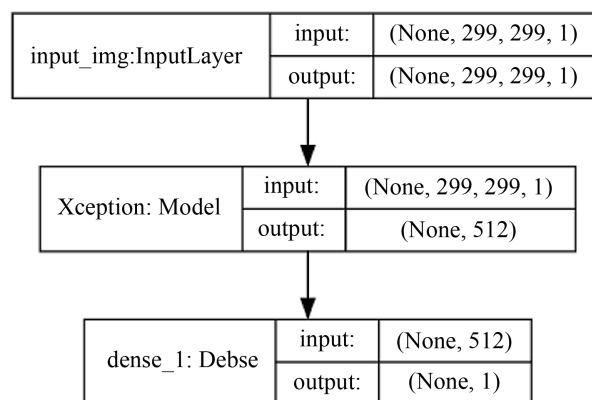 input_img:InputLayer
input: (None, 299, 299, 1)
output: (None, 299, 299, 1)
Xception: Model
input: (None, 299, 299, 1)
output: (None, 512)
dense_1: Debse
input: (None, 512)
output: (None, 1)